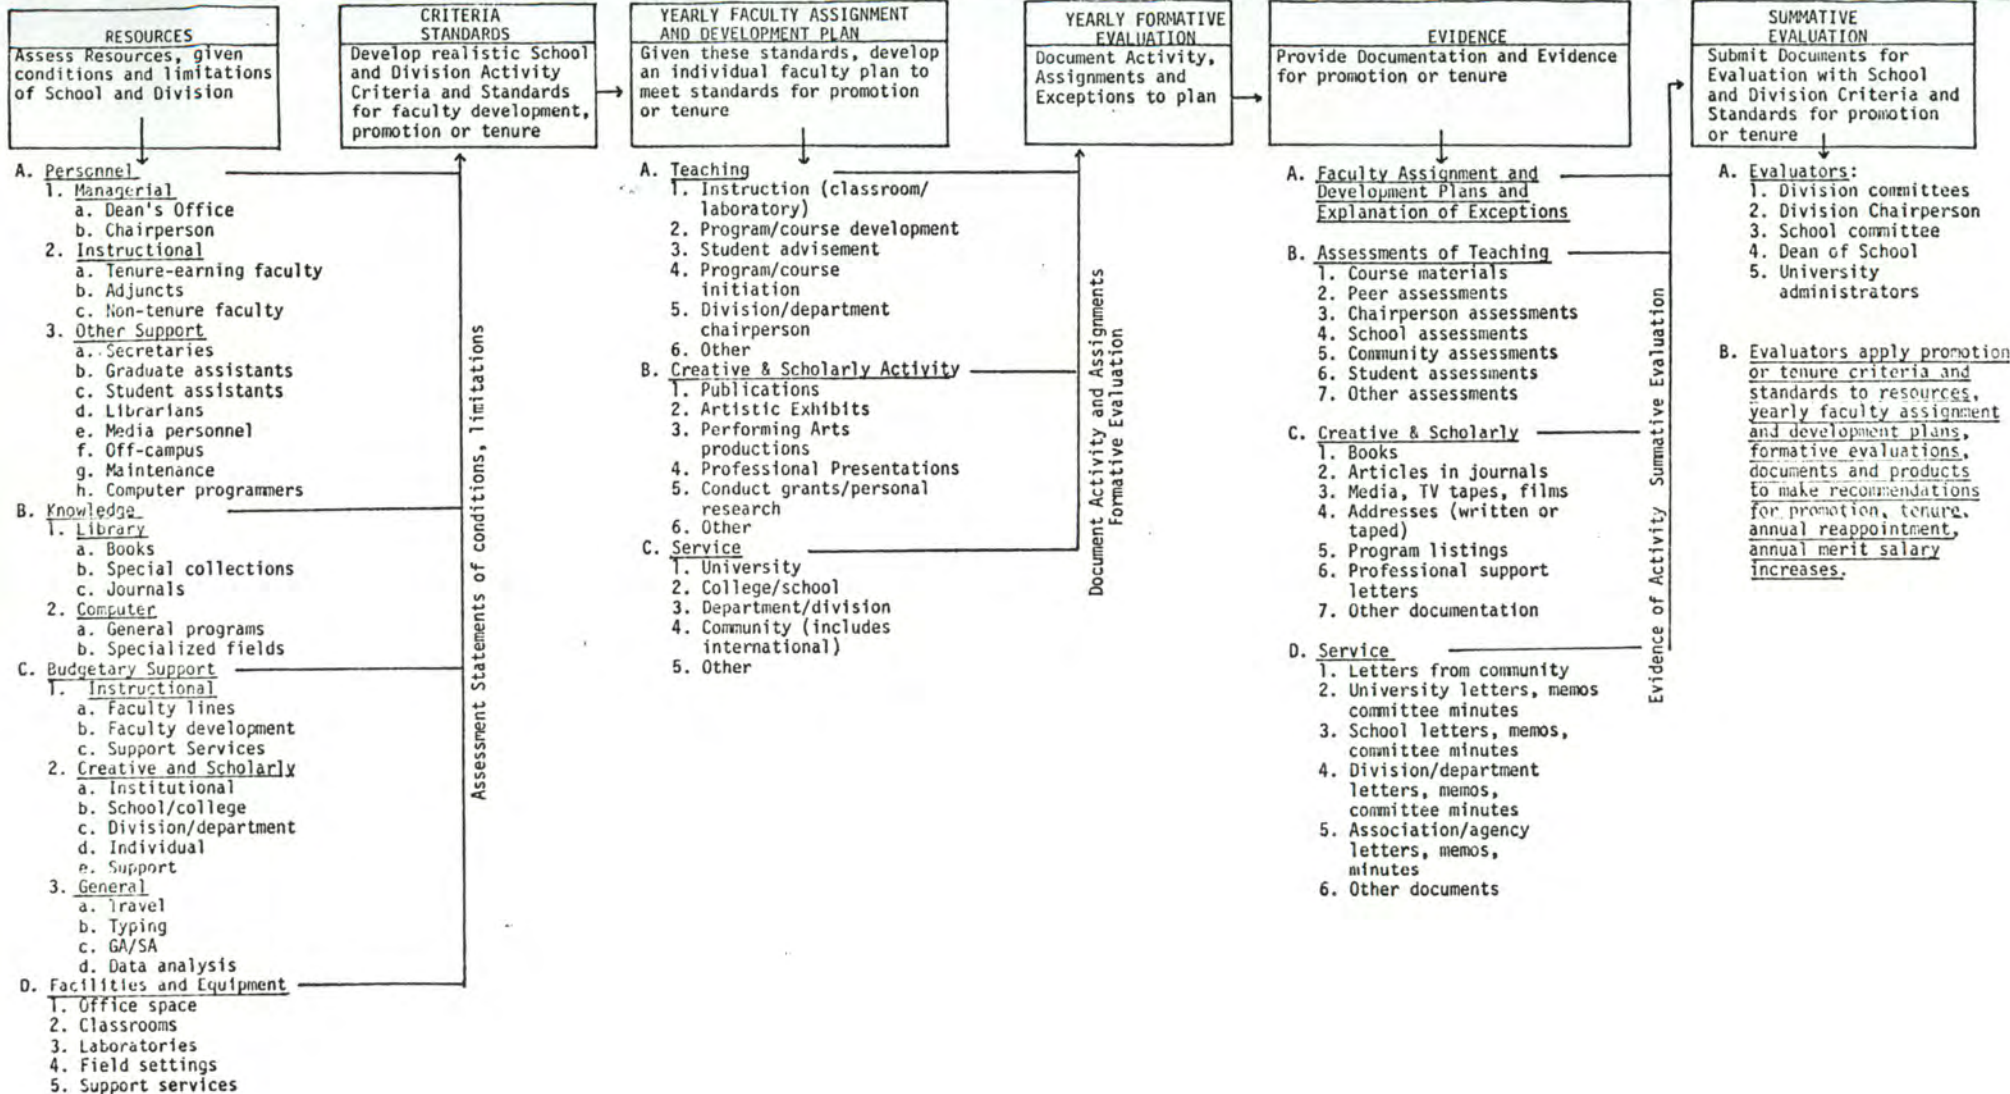 RESOURCES
Assess Resources, given
conditions and limitations
of School and Division
A. Personnel
1. Managerial
a. Dean's Office
b. Chairperson
2. Instructional
a. Tenure-earning faculty
b. Adjuncts
c. Non-tenure faculty
3. Other Support
a. Secretaries
b. Graduate assistants
c. Student assistants
d. Librarians
e. Media personnel
f. Off-campus
g. Maintenance
h. Computer programmers
B. Knowledge
1. Library
a. Books
b. Special collections
c. Journals
2. Computer
a. General programs
b. Specialized fields
C. Budgetary Support
1. Instructional
a. Faculty lines
b. Faculty development
c. Support Services
2. Creative and Scholarly
a. Institutional
b. School/college
c. Division/department
d. Individual
e. Support
3. General
a. Travel
b. Typing
c. GA/SA
d. Data analysis
D. Facilities and Equipment
1. Office space
2. Classrooms
3. Laboratories
4. Field settings
5. Support services
CRITERIA
STANDARDS
Develop realistic School
and Division Activity
Criteria and Standards
for faculty development,
promotion or tenure
Assessment Statements of conditions, limitations
YEARLY FACULTY ASSIGNMENT
AND DEVELOPMENT PLAN
Given these standards, develop
an individual faculty plan to
meet standards for promotion
or tenure
A. Teaching
1. Instruction (classroom/
laboratory)
2. Program/course development
3. Student advisement
4. Program/course
initiation
5. Division/department
chairperson
6. Other
B. Creative & Scholarly Activity
1. Publications
2. Artistic Exhibits
3. Performing Arts
productions
4. Professional Presentations
5. Conduct grants/personal
research
6. Other
C. Service
1. University
2. College/school
3. Department/division
4. Community (includes
international)
5. Other
YEARLY FORMATIVE
EVALUATION
Document Activity,
Assignments and
Exceptions to plan
Document Activity and Assignments
Formative Evaluation
EVIDENCE
Provide Documentation and Evidence
for promotion or tenure
A. Faculty Assignment and
Development Plans and
Explanation of Exceptions
B. Assessments of Teaching
1. Course materials
2. Peer assessments
3. Chairperson assessments
4. School assessments
5. Community assessments
6. Student assessments
7. Other assessments
C. Creative & Scholarly
1. Books
2. Articles in journals
3. Media, TV tapes, films
4. Addresses (written or
taped)
5. Program listings
6. Professional support
letters
7. Other documentation
D. Service
1. Letters from community
2. University letters, memos
committee minutes
3. School letters, memos,
committee minutes
4. Division/department
letters, memos,
committee minutes
5. Association/agency
letters, memos,
minutes
6. Other documents
Evidence of Activity Summative Evaluation
SUMMATIVE
EVALUATION
Submit Documents for
Evaluation with School
and Division Criteria and
Standards for promotion
or tenure
A. Evaluators:
1. Division committees
2. Division Chairperson
3. School committee
4. Dean of School
5. University
administrators
B. Evaluators apply promotion
or tenure criteria and
standards to resources,
yearly faculty assignment
and development plans,
formative evaluations,
documents and products
to make recommendations
for promotion, tenure,
annual reappointment,
annual merit salary
increases.